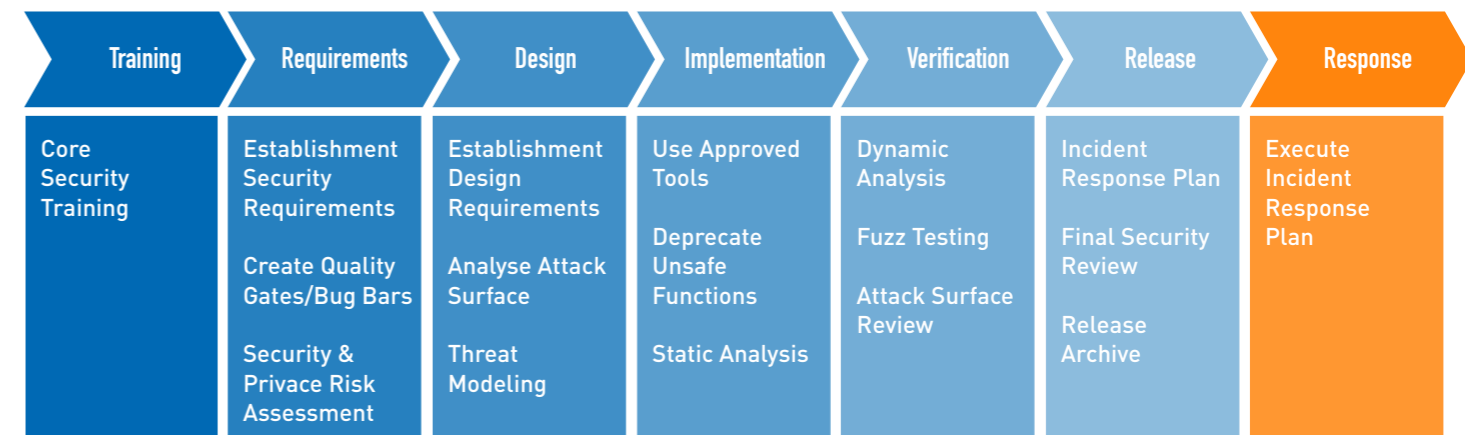 Training
Requirements
Design
Implementation
Verification
Release
Response
Core
Security
Training
Establishment
Security
Requirements
Create Quality
Gates/Bug Bars
Security &
Privace Risk
Assessment
Establishment
Design
Requirements
Analyse Attack
Surface
Threat
Modeling
Use Approved
Tools
Deprecate
Unsafe
Functions
Static Analysis
Dynamic
Analysis
Fuzz Testing
Attack Surface
Review
Incident
Response Plan
Final Security
Review
Release
Archive
Execute
Incident
Response
Plan